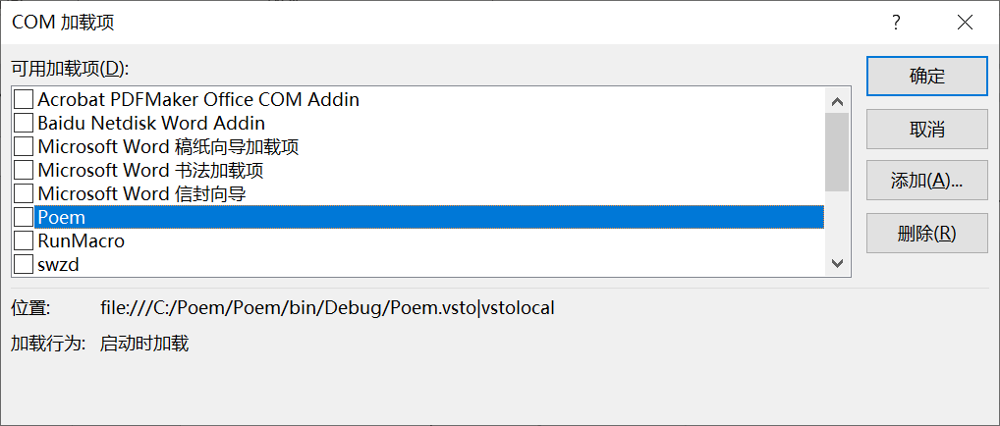 COM 加载项
可用加载项(D):
Acrobat PDFMaker Office COM Addin
Baidu Netdisk Word Addin
Microsoft Word 稿纸向导加载项
Microsoft Word 书法加载项
Microsoft Word 信封向导
Poem
RunMacro
swzd
确定
取消
添加(A)...
删除(R)
位置: file:///C:/Poem/Poem/bin/Debug/Poem.vsto|vstolocal
加载行为: 启动时加载